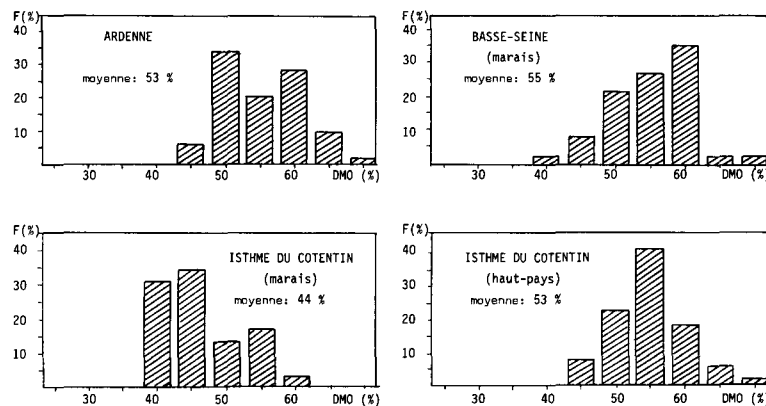 F(%)
40
30
20
10
ARDENNE
moyenne: 53 %
30 40 50 60 DMO (%)
F(%)
40
30
20
10
BASSE-SEINE
(marais)
moyenne: 55 %
30 40 50 60 DMO (%)
F(%)
40
30
20
10
ISTHME DU COTENTIN
(marais)
moyenne: 44 %
30 40 50 60 DMO (%)
F(%)
40
30
20
10
ISTHME DU COTENTIN
(haut-pays)
moyenne: 53 %
30 40 50 60 DMO (%)